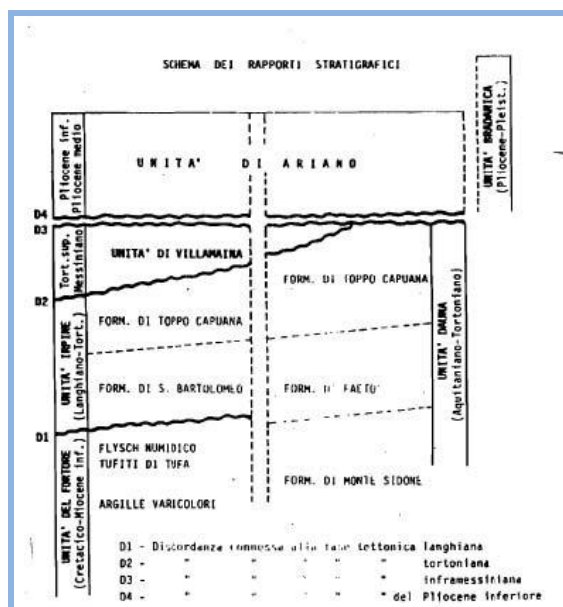 SCHEMA DEI RAPPORTI STRATIGRAFICI
UNITA' BRADANICA
(Pliocene-Pleist.)
Pliocene inf.
Pliocene medio
UNITA' DI ARIANO
D4
D3
Tort.sup.
Messiniano
UNITA' DI VILLAMAINA
FORM. DI TOPPO CAPUANA
D2
UNITA' IRPINE
(Langhiano-Tort.)
FORM. DI TOPPO CAPUANA
UNITA' DAUNA
(Aquitaniano-Tortoniano)
FORM. DI S. BARTOLOMEO
FORM. DI FAETO
D1
UNITA' DEL FORTORE
(Cretacico-Miocene inf.)
FLYSCH NUMIDICO
TUFITI DI TUFA
FORM. DI MONTE SIDONE
ARGILLE VARICOLORI
D1 - Discordanza connessa alla fase tettonica langhiana
D2 - " " " " " tortoniana
D3 - " " " " " inframessiniana
D4 - " " " " " del Pliocene inferiore